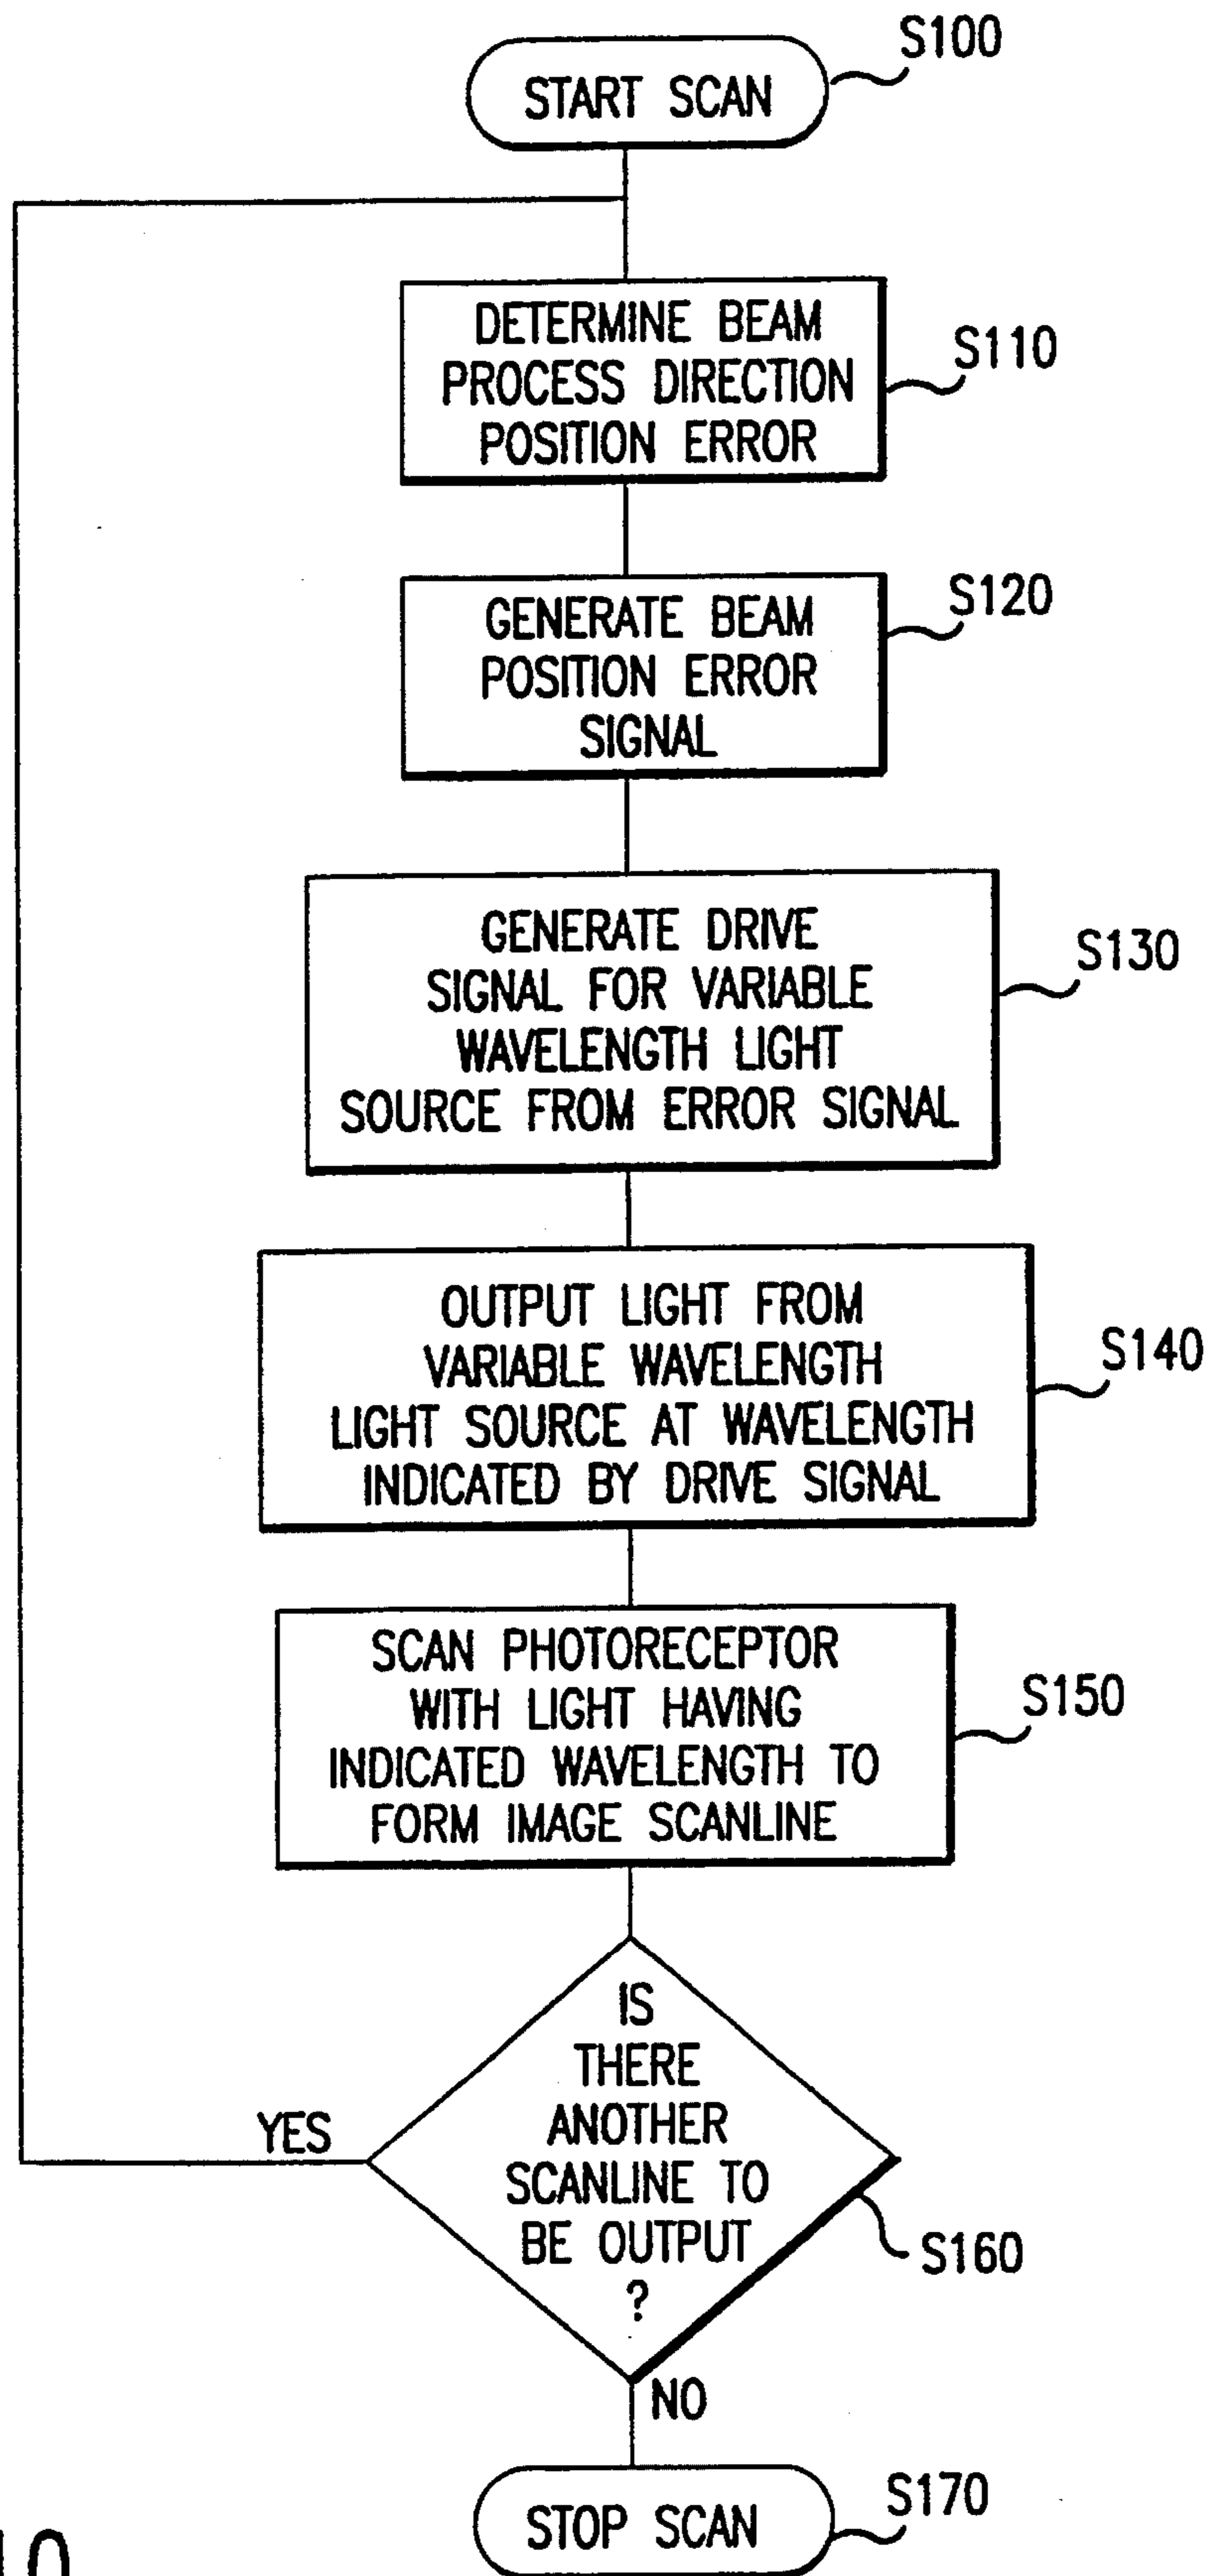 START SCAN
S100
DETERMINE BEAM
PROCESS DIRECTION
POSITION ERROR
S110
GENERATE BEAM
POSITION ERROR
SIGNAL
S120
GENERATE DRIVE
SIGNAL FOR VARIABLE
WAVELENGTH LIGHT
SOURCE FROM ERROR SIGNAL
S130
OUTPUT LIGHT FROM
VARIABLE WAVELENGTH
LIGHT SOURCE AT WAVELENGTH
INDICATED BY DRIVE SIGNAL
S140
SCAN PHOTORECEPTOR
WITH LIGHT HAVING
INDICATED WAVELENGTH TO
FORM IMAGE SCANLINE
S150
IS
THERE
ANOTHER
SCANLINE TO
BE OUTPUT
?
YES
S160
NO
STOP SCAN
S170